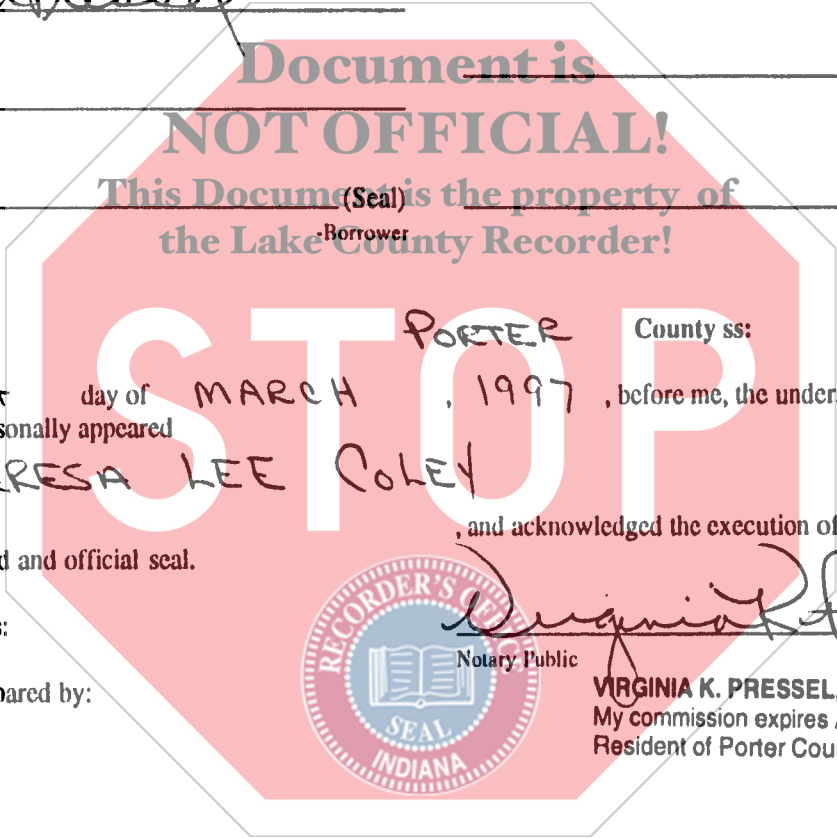 Document is
NOT OFFICIAL!
This Document is the property of
the Lake County Recorder!
(Seal)
-Borrower
STOP
PORTER County ss:
day of MARCH , 1997 , before me, the under
sonally appeared
RESA LEE COLEY
, and acknowledged the execution of
d and official seal.
RECORDER'S OFFICE
SEAL
INDIANA
s:
Notary Public
pared by:
VIRGINIA K. PRESSEL,
My commission expires
Resident of Porter Cou